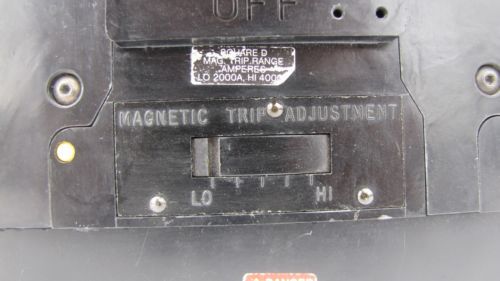 OFF
SQUARE D
MAG. TRIP RANGE
AMPERES
LO 2000A, HI 4000
MAGNETIC TRIP ADJUSTMENT
LO HI